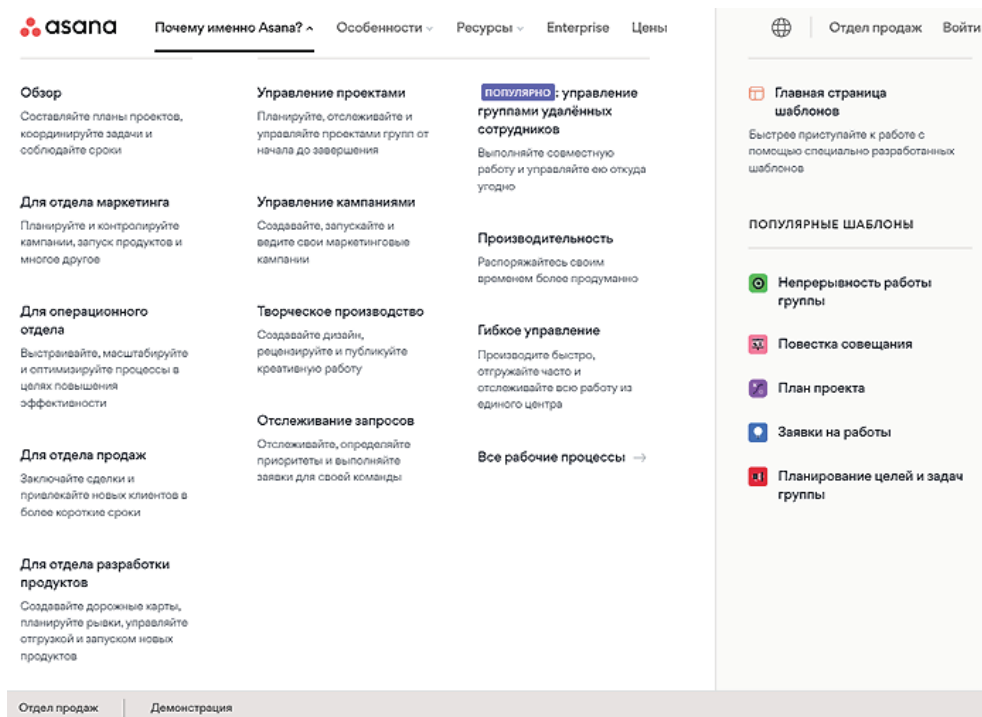 asana
Почему именно Asana?
Особенности
Ресурсы
Enterprise
Цены
Отдел продаж
Войти
Обзор
Составляйте планы проектов,
координируйте задачи и
соблюдайте сроки
Для отдела маркетинга
Планируйте и контролируйте
кампании, запуск продуктов и
многое другое
Для операционного
отдела
Выстраивайте, масштабируйте
и оптимизируйте процессы в
целях повышения
эффективности
Для отдела продаж
Заключайте сделки и
привлекайте новых клиентов в
более короткие сроки
Для отдела разработки
продуктов
Создавайте дорожные карты,
планируйте рывки, управляйте
отгрузкой и запуском новых
продуктов
Управление проектами
Планируйте, отслеживайте и
управляйте проектами групп от
начала до завершения
Управление кампаниями
Создавайте, запускайте и
ведите свои маркетинговые
кампании
Творческое производство
Создавайте дизайн,
рецензируйте и публикуйте
креативную работу
Отслеживание запросов
Отслеживайте, определяйте
приоритеты и выполняйте
заявки для своей команды
ПОПУЛЯРНО : управление
группами удалённых
сотрудников
Выполняйте совместную
работу и управляйте ею откуда
угодно
Производительность
Распоряжайтесь своим
временем более продуманно
Гибкое управление
Производите быстро,
отгружайте часто и
отслеживайте всю работу из
единого центра
Все рабочие процессы →
Главная страница
шаблонов
Быстрее приступайте к работе с
помощью специально разработанных
шаблонов
ПОПУЛЯРНЫЕ ШАБЛОНЫ
Непрерывность работы
группы
Повестка совещания
План проекта
Заявки на работы
Планирование целей и задач
группы
Отдел продаж
Демонстрация